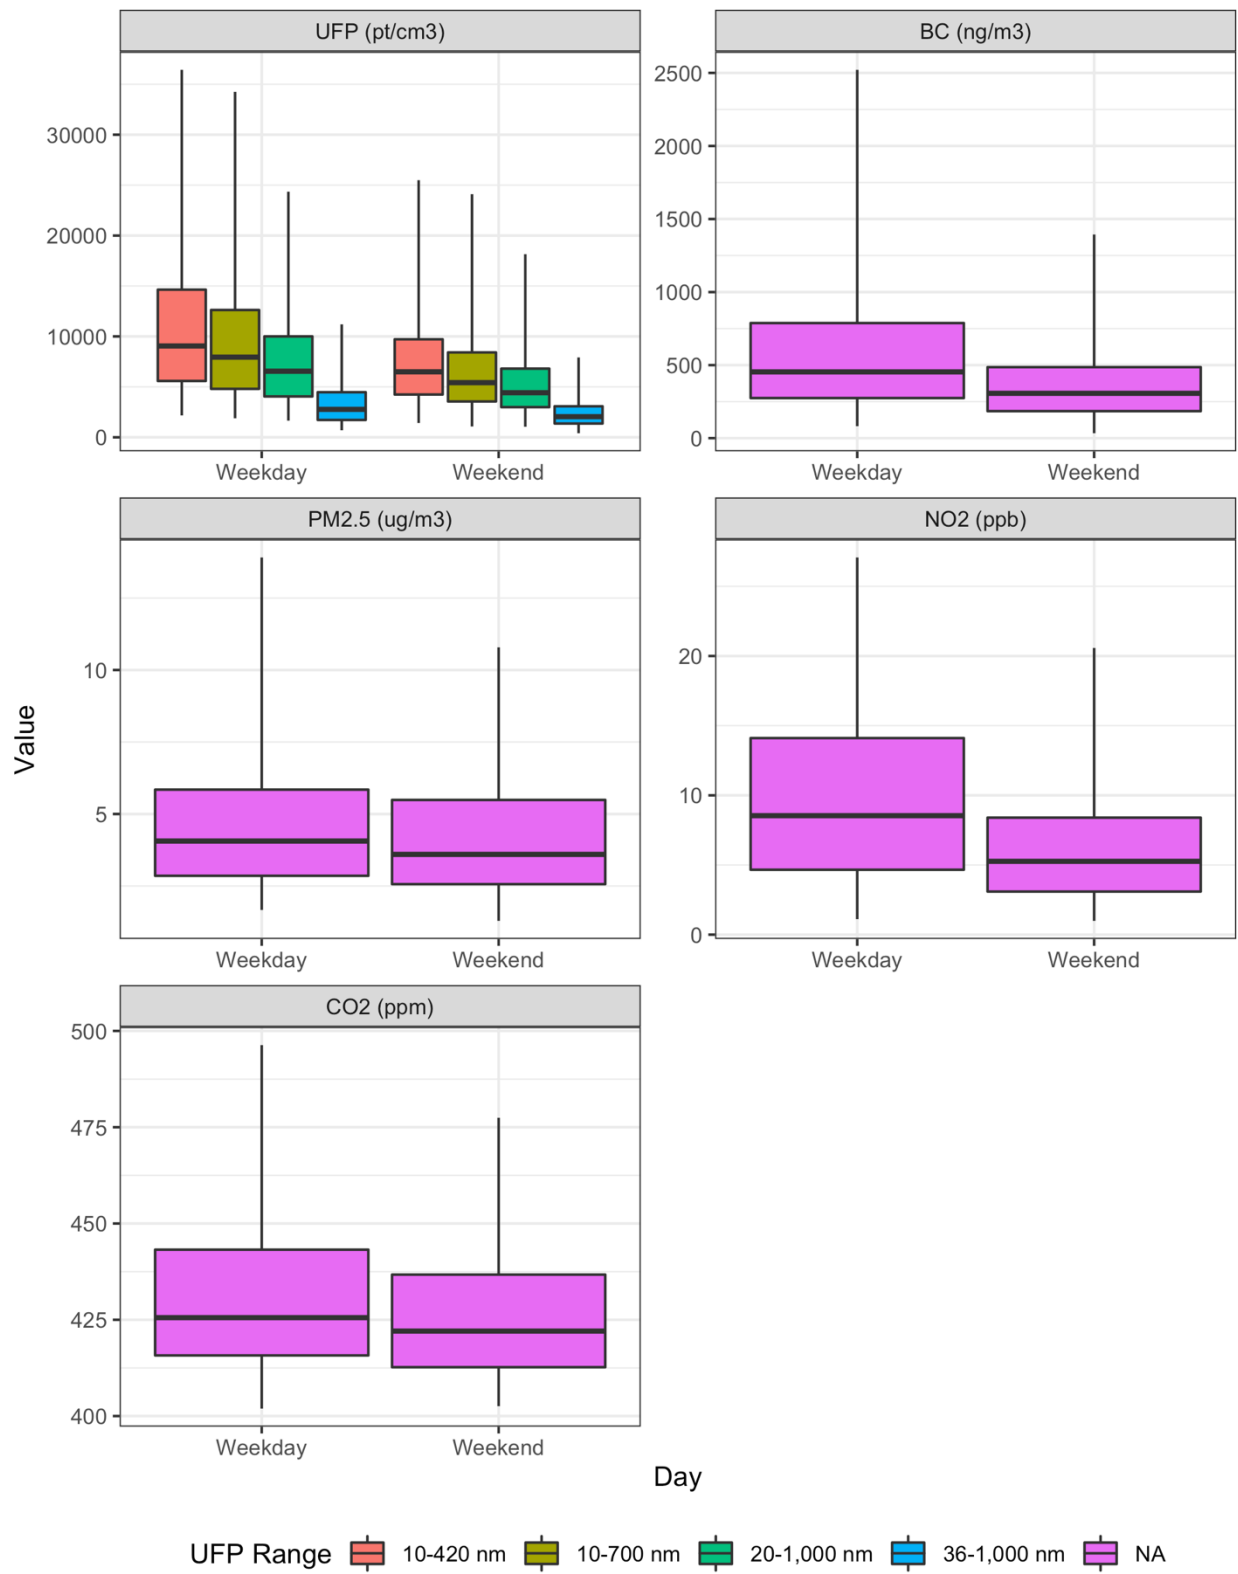 UFP (pt/cm3)
30000
20000
10000
0
Weekday Weekend
BC (ng/m3)
2500
2000
1500
1000
500
0
Weekday Weekend
PM2.5 (ug/m3)
10
5
Weekday Weekend
NO2 (ppb)
20
10
0
Weekday Weekend
CO2 (ppm)
500
475
450
425
400
Weekday Weekend
Value
Day
UFP Range 10-420 nm 10-700 nm 20-1,000 nm 36-1,000 nm NA